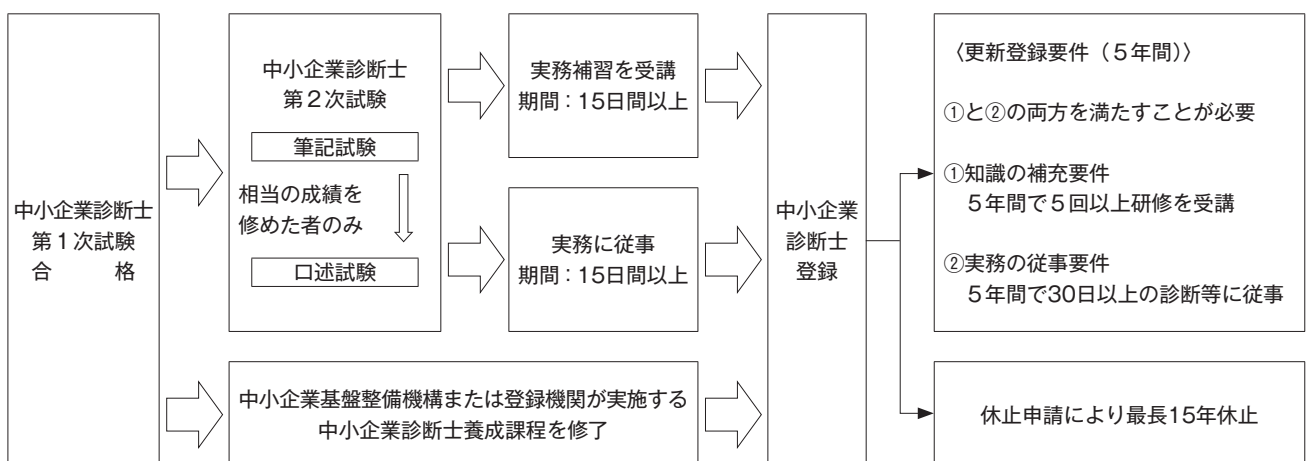 中小企業診断士
第1次試験
合　　格
中小企業診断士
第2次試験
筆記試験
相当の成績を
修めた者のみ
口述試験
実務補習を受講
期間：15日間以上
実務に従事
期間：15日間以上
中小企業基盤整備機構または登録機関が実施する
中小企業診断士養成課程を修了
中小企業
診断士
登録
〈更新登録要件（5年間）〉
①と②の両方を満たすことが必要
①知識の補充要件
5年間で5回以上研修を受講
②実務の従事要件
5年間で30日以上の診断等に従事
休止申請により最長15年休止